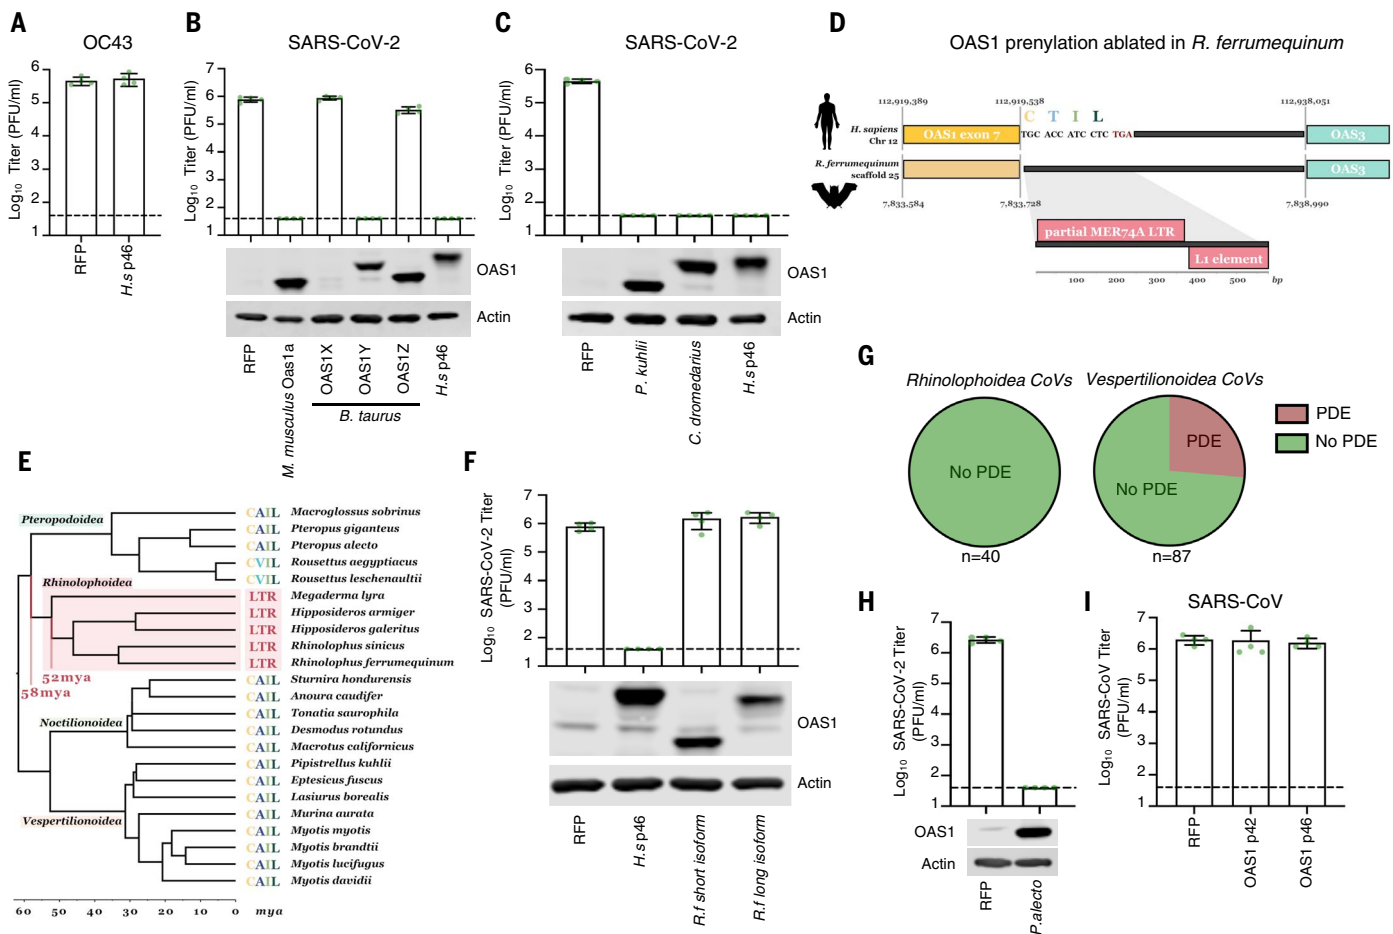 A
OC43
Log₁₀ Titer (PFU/ml)
6
5
4
3
2
1
RFP
H.s p46
B
SARS-CoV-2
Log₁₀ Titer (PFU/ml)
7
6
5
4
3
2
1
OAS1
Actin
RFP
M. musculus Oas1a
OAS1X
OAS1Y
OAS1Z
H.s p46
B. taurus
C
SARS-CoV-2
Log₁₀ Titer (PFU/ml)
6
5
4
3
2
1
OAS1
Actin
RFP
P. kuhlii
C. dromedarius
H.s p46
D
OAS1 prenylation ablated in R. ferrumequinum
112,919,389
112,919,538
112,938,051
C T I L
H. sapiens
Chr 12
OAS1 exon 7
TGC ACC ATC CTC TGA
OAS3
R. ferrumequinum
scaffold 25
OAS3
7,833,584
7,833,728
7,838,990
partial MER74A LTR
L1 element
100 200 300 400 500 bp
E
Pteropodoidea
Rhinolophoidea
52mya
58mya
Noctilionoidea
Vespertilionoidea
CAIL Macroglossus sobrinus
CAIL Pteropus giganteus
CAIL Pteropus alecto
CVIL Rousettus aegyptiacus
CVIL Rousettus leschenaultii
LTR Megaderma lyra
LTR Hipposideros armiger
LTR Hipposideros galeritus
LTR Rhinolophus sinicus
LTR Rhinolophus ferrumequinum
CAIL Sturnira hondurensis
CAIL Anoura caudifer
CAIL Tonatia saurophila
CAIL Desmodus rotundus
CAIL Macrotus californicus
CAIL Pipistrellus kuhlii
CAIL Eptesicus fuscus
CAIL Lasiurus borealis
CAIL Murina aurata
CAIL Myotis myotis
CAIL Myotis brandtii
CAIL Myotis lucifugus
CAIL Myotis davidii
60 50 40 30 20 10 0 mya
F
Log₁₀ SARS-CoV-2 Titer
(PFU/ml)
7
6
5
4
3
2
1
OAS1
Actin
RFP
H.s p46
R.f short isoform
R.f long isoform
G
Rhinolophoidea CoVs
Vespertilionoidea CoVs
No PDE
n=40
PDE
No PDE
n=87
PDE
No PDE
H
Log₁₀ SARS-CoV-2 Titer
(PFU/ml)
7
6
5
4
3
2
1
OAS1
Actin
RFP
P.alecto
I
SARS-CoV
Log₁₀ SARS-CoV Titer
(PFU/ml)
7
6
5
4
3
2
1
RFP
OAS1 p42
OAS1 p46